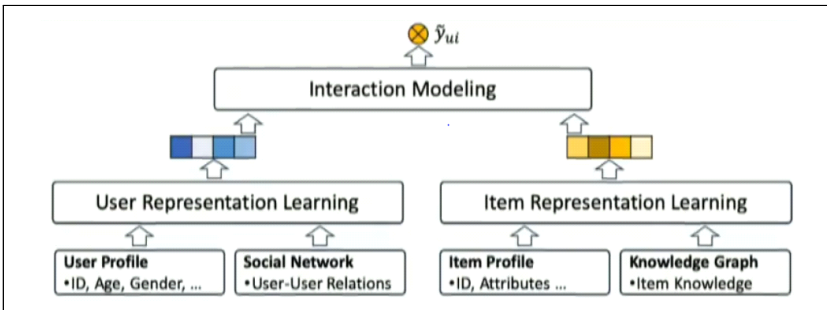 ỹui
Interaction Modeling
User Representation Learning
Item Representation Learning
User Profile
•ID, Age, Gender, ...
Social Network
•User-User Relations
Item Profile
•ID, Attributes ...
Knowledge Graph
•Item Knowledge